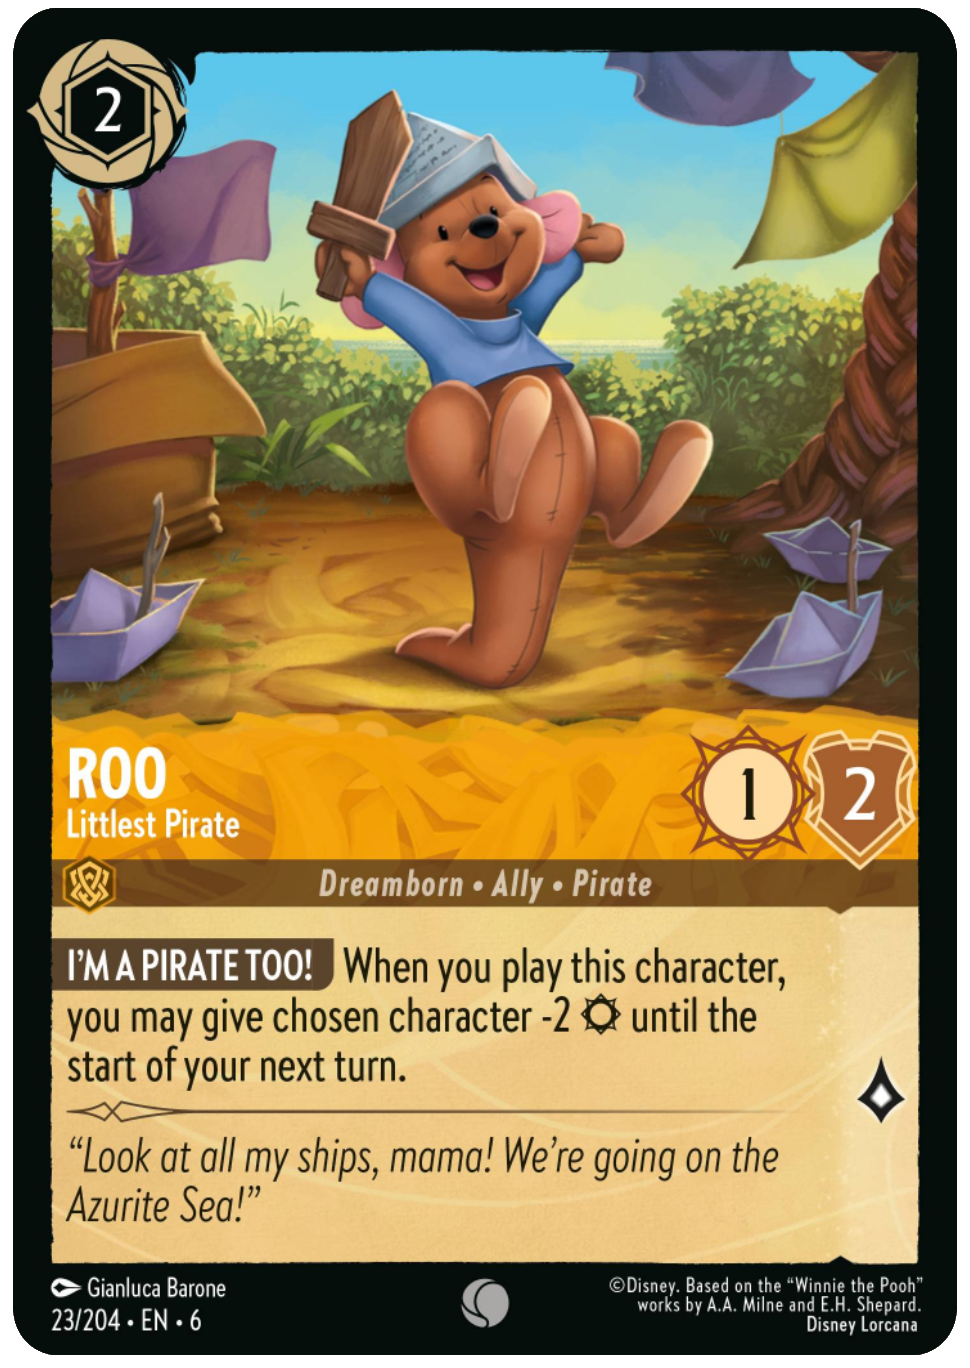 2
ROO
Littlest Pirate
1
2
Dreamborn • Ally • Pirate
I'M A PIRATE TOO! When you play this character,
you may give chosen character -2 until the
start of your next turn.
“Look at all my ships, mama! We're going on the
Azurite Sea!”
Gianluca Barone
23/204 • EN • 6
©Disney. Based on the “Winnie the Pooh”
works by A.A. Milne and E.H. Shepard.
Disney Lorcana